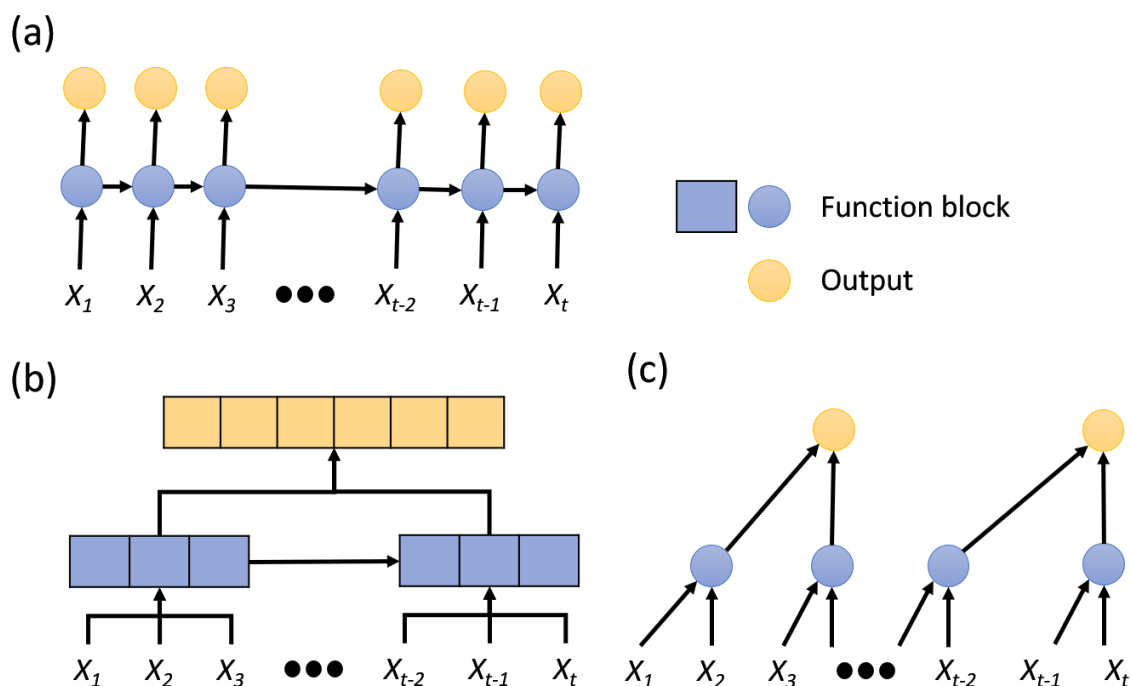 (a)
X₁ X₂ X₃ ●●● Xₜ₋₂ Xₜ₋₁ Xₜ
Function block
Output
(b)
X₁ X₂ X₃ ●●● Xₜ₋₂ Xₜ₋₁ Xₜ
(c)
X₁ X₂ X₃ ●●● Xₜ₋₂ Xₜ₋₁ Xₜ